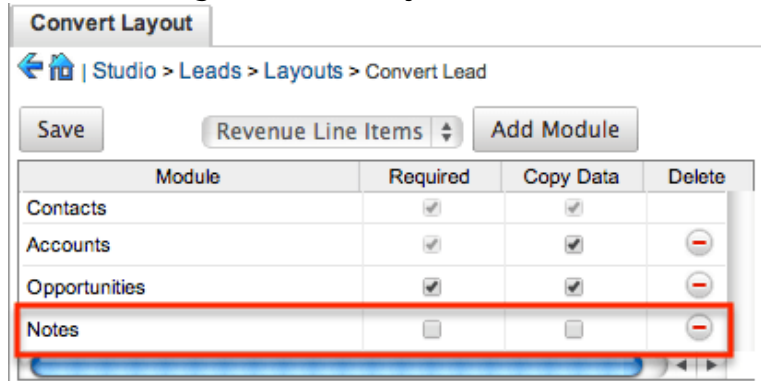 Convert Layout
| Studio > Leads > Layouts > Convert Lead
Save Revenue Line Items Add Module
Module Required Copy Data Delete
Contacts
Accounts
Opportunities
Notes